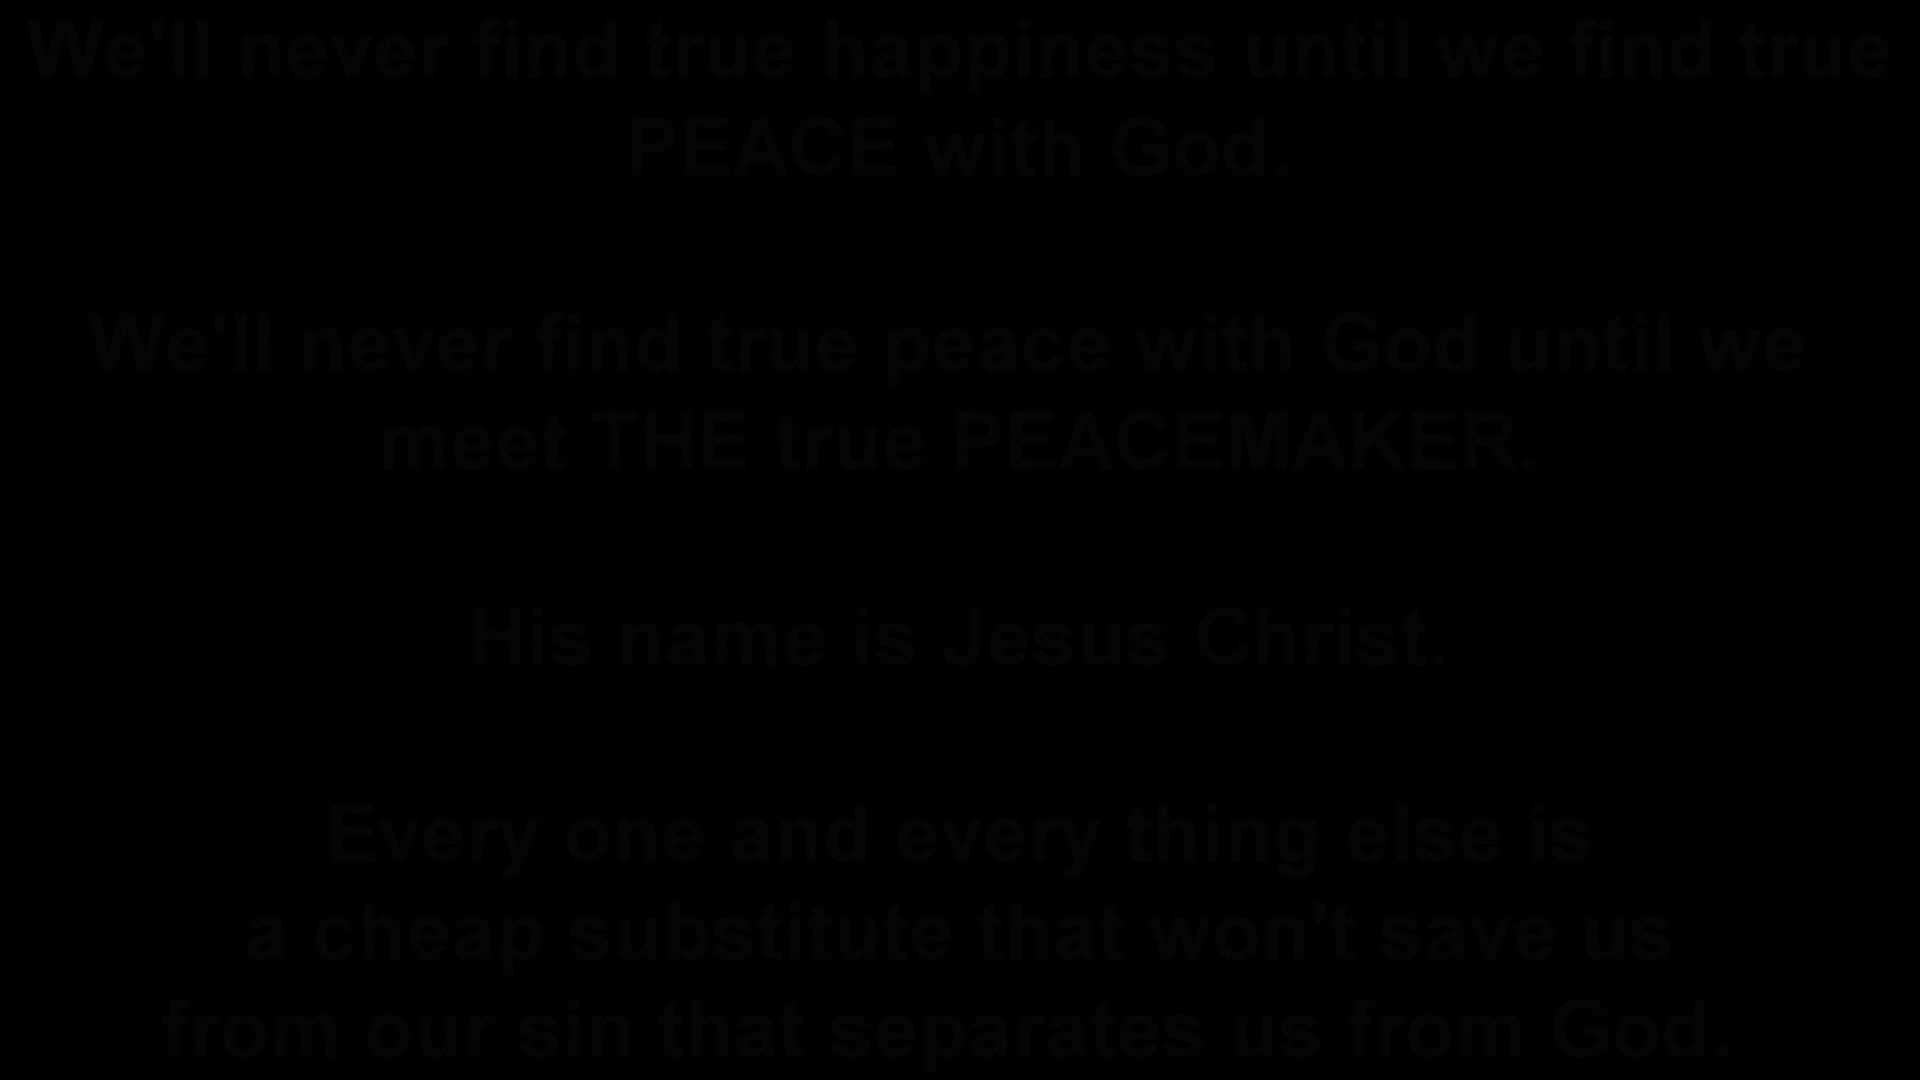 We'll never find true happiness until we find true
PEACE with God.
We'll never find true peace with God until we
meet THE true PEACEMAKER.
His name is Jesus Christ.
Every one and every thing else is
a cheap substitute that won't save us
from our sin that separates us from God.